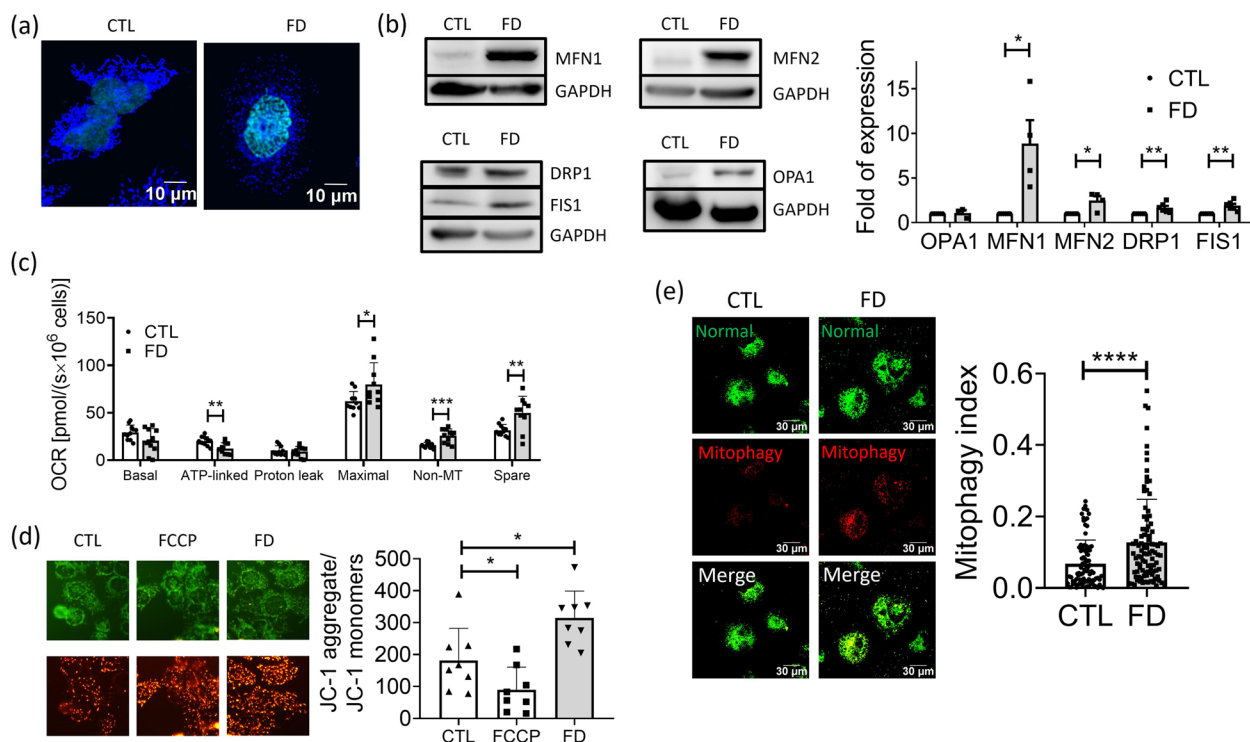 (a)
CTL FD
10 µm 10 µm
(b)
CTL FD
MFN1
GAPDH
CTL FD
MFN2
GAPDH
CTL FD
DRP1
FIS1
GAPDH
CTL FD
OPA1
GAPDH
Fold of expression
15
10
5
0
* * ** **
CTL
FD
OPA1 MFN1 MFN2 DRP1 FIS1
(c)
OCR [pmol/(s×10⁶ cells)]
150
100
50
0
CTL
FD
** * *** **
Basal ATP-linked Proton leak Maximal Non-MT Spare
(d)
CTL FCCP FD
JC-1 aggregate/
JC-1 monomers
500
400
300
200
100
0
*
*
CTL FCCP FD
(e)
CTL FD
Normal Normal
30 µm 30 µm
Mitophagy Mitophagy
30 µm 30 µm
Merge Merge
30 µm 30 µm
Mitophagy index
0.6
0.4
0.2
0.0
****
CTL FD